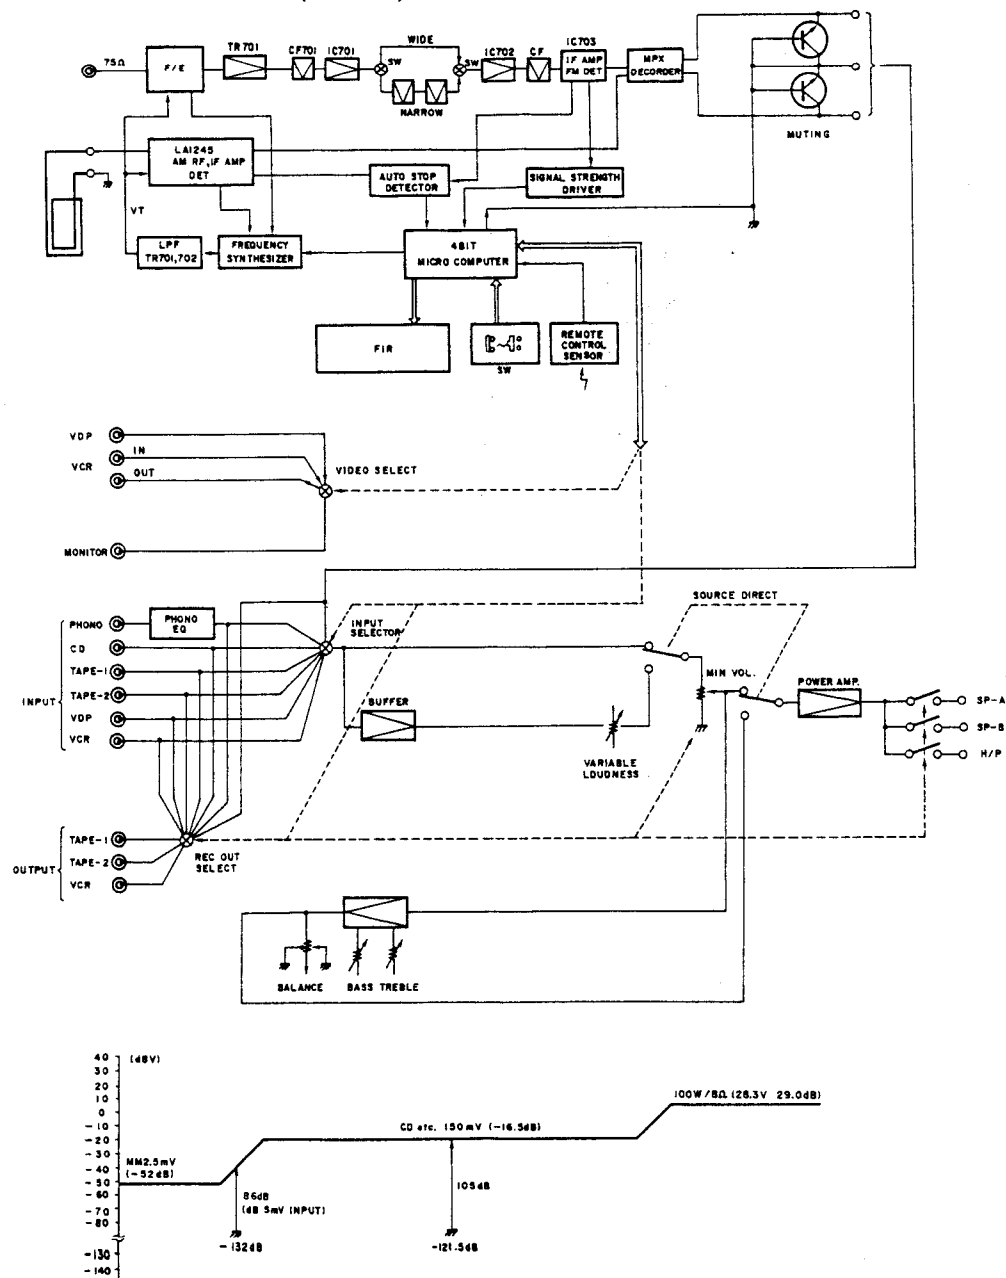 TR701
CF701
IC701
WIDE
IC702
CF
IC703
75Ω
F/E
SW
SW
IF AMP
FM DET
MPX
DECORDER
NARROW
MUTING
LA1245
AM RF, IF AMP
DET
AUTO STOP
DETECTOR
SIGNAL STRENGTH
DRIVER
VT
LPF
TR701,702
FREQUENCY
SYNTHESIZER
4BIT
MICRO COMPUTER
FIR
SW
REMOTE
CONTROL
SENSOR
VDP
VCR
IN
OUT
VIDEO SELECT
MONITOR
SOURCE DIRECT
PHONO
PHONO
EQ
INPUT
SELECTOR
CD
TAPE-1
MIN VOL.
POWER AMP.
INPUT
TAPE-2
BUFFER
SP-A
VDP
SP-B
VCR
VARIABLE
LOUDNESS
H/P
TAPE-1
OUTPUT
TAPE-2
REC OUT
SELECT
VCR
BALANCE
BASS TREBLE
40
(dBV)
30
20
10
0
-10
-20
-30
-40
-50
-60
-70
-80
-130
-140
100W/8Ω (28.3V 29.0dB)
CD etc. 150mV (-16.5dB)
MM2.5mV
(-52dB)
86dB
(dB 5mV INPUT)
105dB
-132dB
-121.5dB